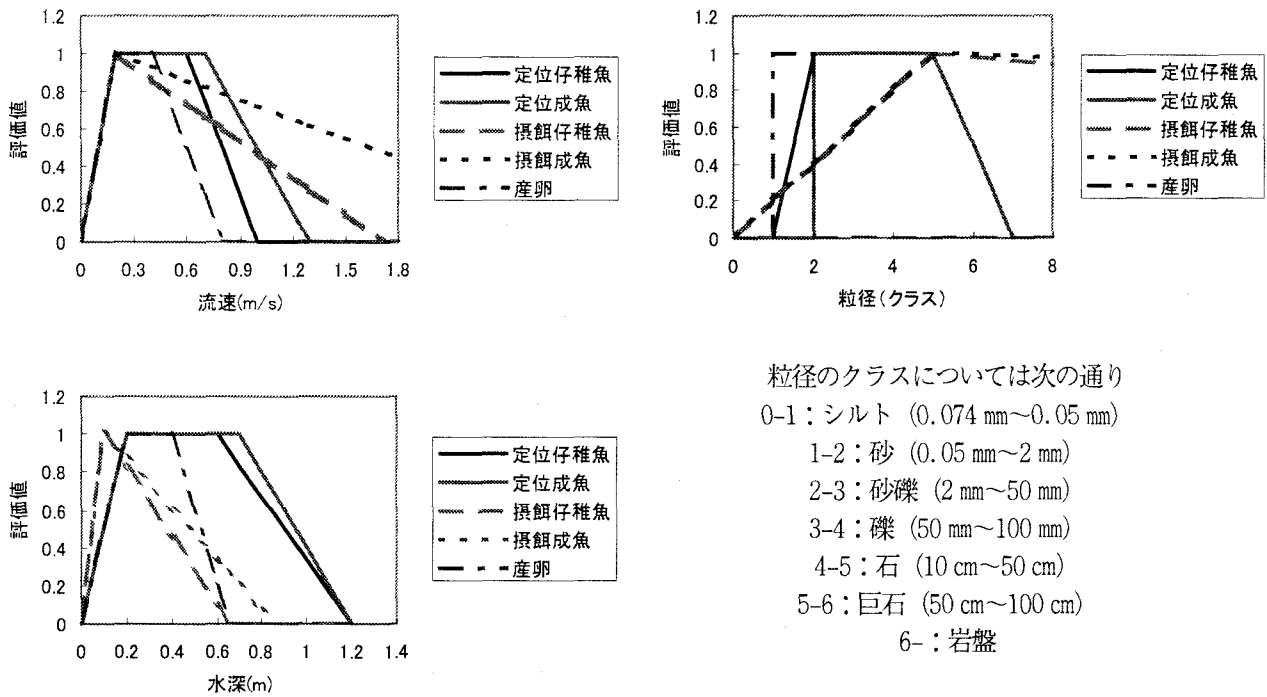 1.2
1
0.8
0.6
0.4
0.2
0
評価値
0 0.3 0.6 0.9 1.2 1.5 1.8
流速(m/s)
定位仔稚魚
定位成魚
摂餌仔稚魚
摂餌成魚
産卵
1.2
1
0.8
0.6
0.4
0.2
0
評価値
0 2 4 6 8
粒径(クラス)
定位仔稚魚
定位成魚
摂餌仔稚魚
摂餌成魚
産卵
1.2
1
0.8
0.6
0.4
0.2
0
評価値
0 0.2 0.4 0.6 0.8 1 1.2 1.4
水深(m)
定位仔稚魚
定位成魚
摂餌仔稚魚
摂餌成魚
産卵
粒径のクラスについては次の通り
0-1:シルト (0.074 mm~0.05 mm)
1-2:砂 (0.05 mm~2 mm)
2-3:砂礫 (2 mm~50 mm)
3-4:礫 (50 mm~100 mm)
4-5:石 (10 cm~50 cm)
5-6:巨石 (50 cm~100 cm)
6-:岩盤